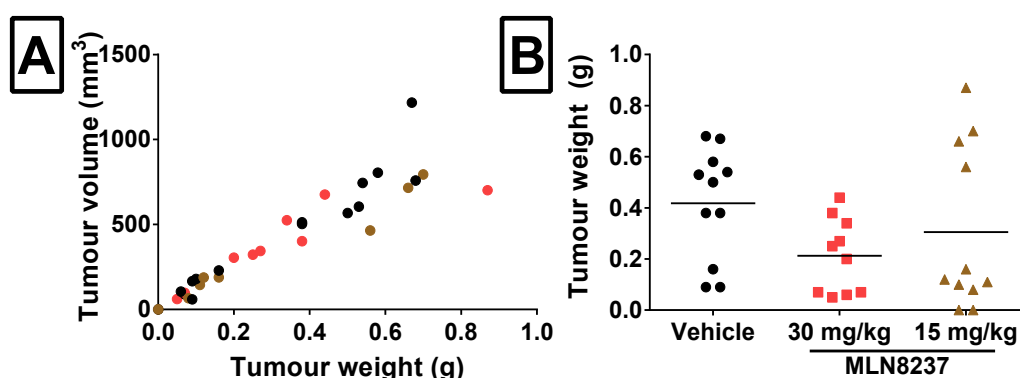 A
Tumour volume (mm³)
1500
1000
500
0
0.0 0.2 0.4 0.6 0.8 1.0
Tumour weight (g)
B
Tumour weight (g)
1.0
0.8
0.6
0.4
0.2
0.0
Vehicle 30 mg/kg 15 mg/kg
MLN8237